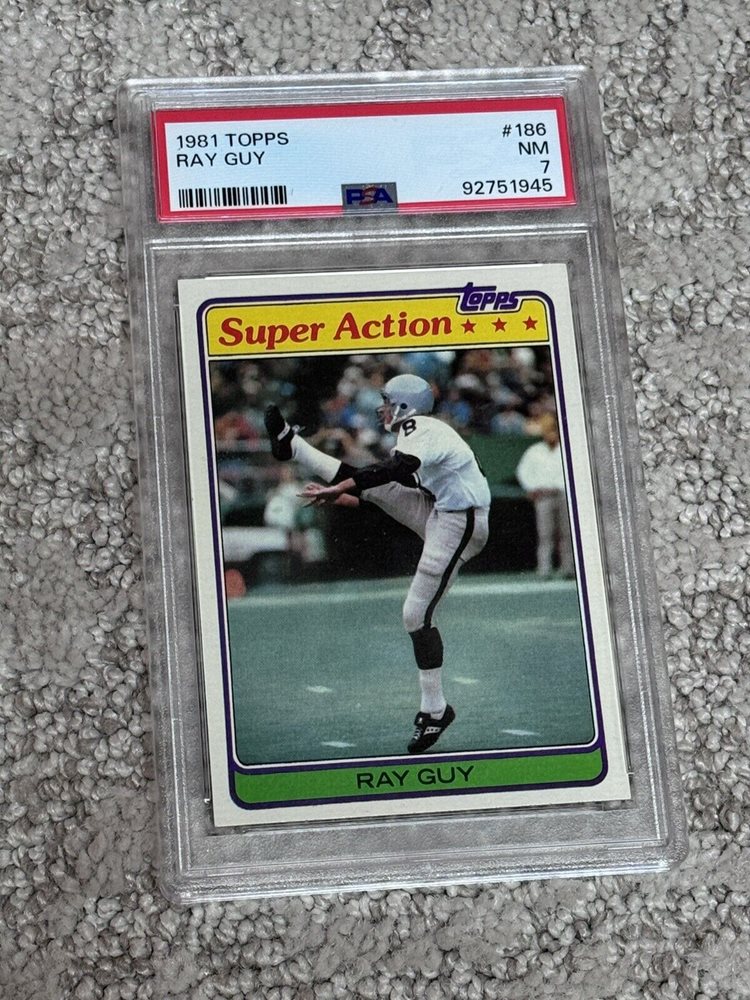 1981 TOPPS #186
RAY GUY NM
7
PSA 92751945
topps
Super Action
8
RAY GUY